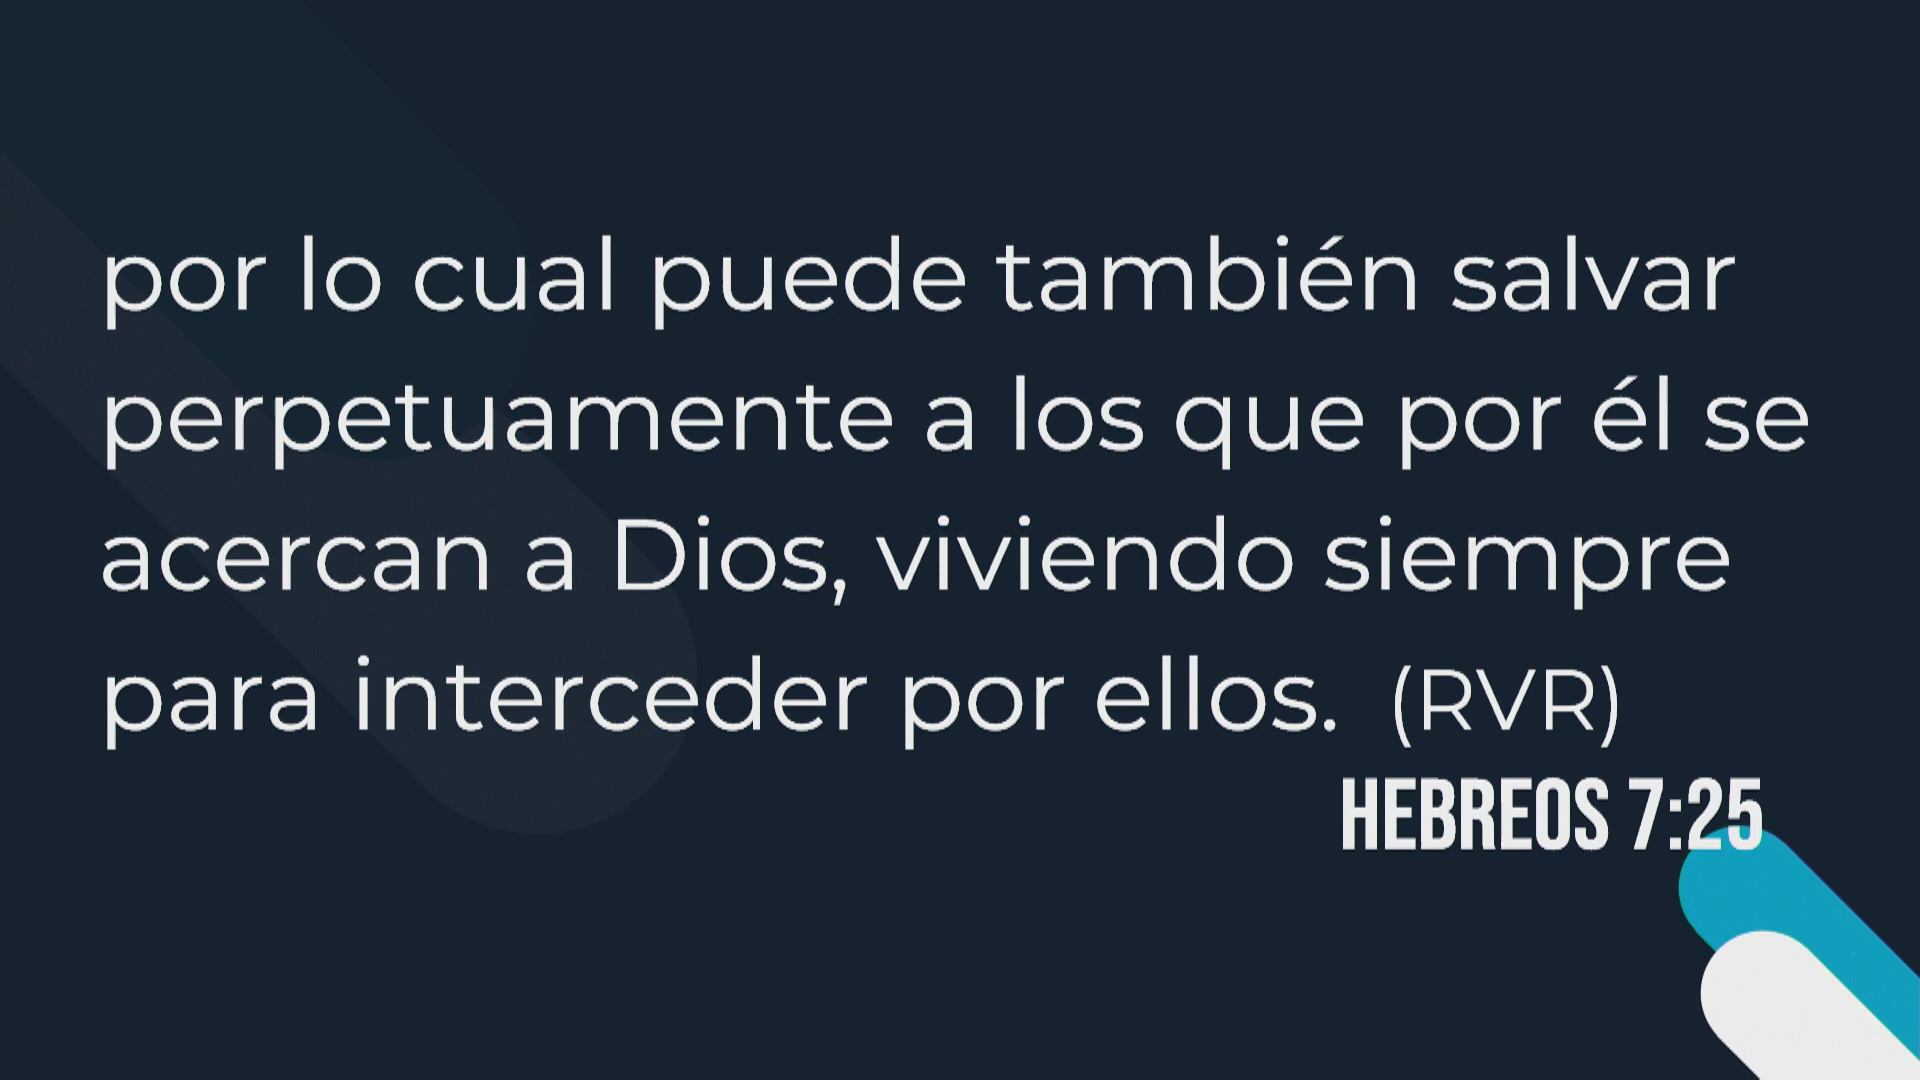 por lo cual puede también salvar
perpetuamente a los que por él se
acercan a Dios, viviendo siempre
para interceder por ellos. (RVR)
HEBREOS 7:25